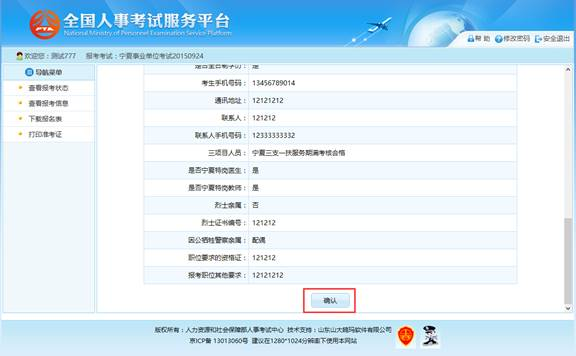 全国人事考试服务平台
National Ministry of Personnel Examination Service Platform
帮 助 修改密码 安全退出
欢迎您：测试777 报考考试：宁夏事业单位考试20150924
导航菜单
查看报考状态
查看报考信息
下载报名表
打印准考证
是否全日制学历： 是
考生手机号码： 13456789014
通讯地址： 12121212
联系人： 121212
联系人手机号码： 12333333332
三项目人员： 宁夏三支一扶服务期满考核合格
是否宁夏特岗医生： 是
是否宁夏特岗教师： 是
烈士亲属： 否
烈士证书编号： 121212
因公牺牲警察亲属： 配偶
职位要求的资格证： 121212
报考职位其他要求： 12121212
确认
版权所有：人力资源和社会保障部人事考试中心 技术支持：山东山大鸥玛软件有限公司
京ICP备 13013060号 建议在1280*1024分辨率下使用本网站